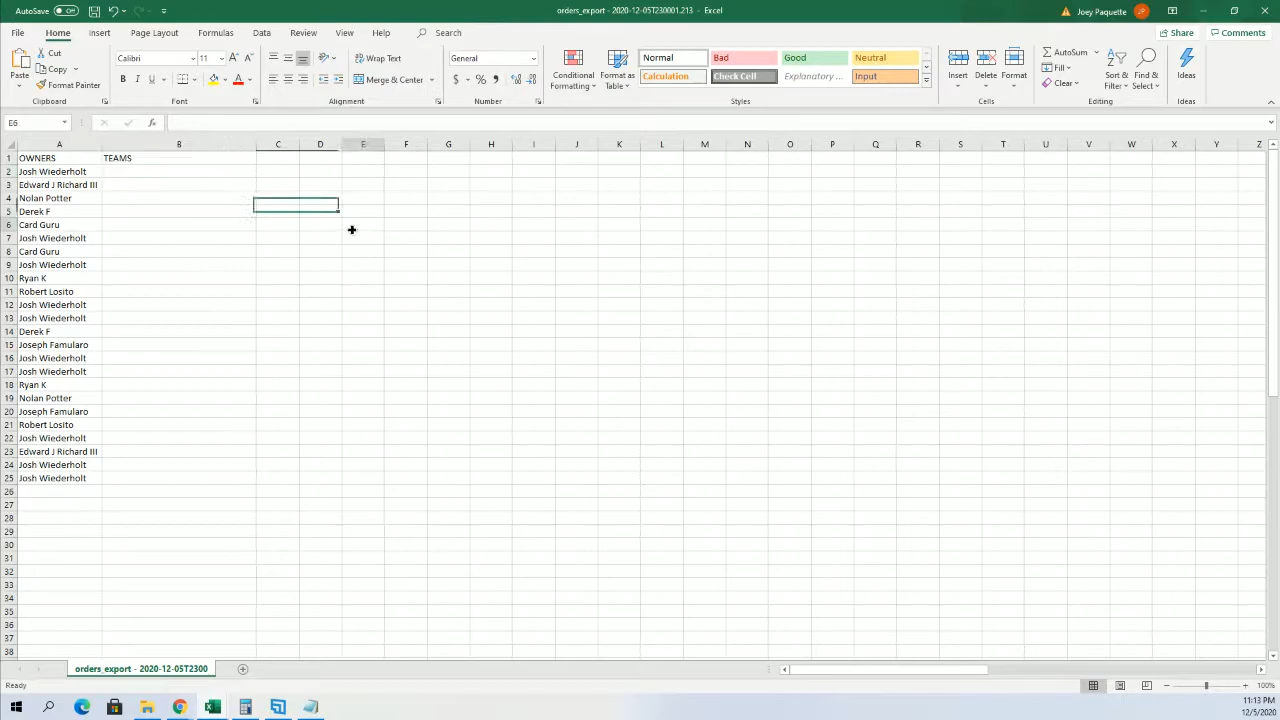 AutoSave Off orders_export - 2020-12-05T230001.213 - Excel Joey Paquette JP
File Home Insert Page Layout Formulas Data Review View Help Search Share Comments
Paste Cut Copy Format Painter Clipboard
Calibri 11 B I U Font
Wrap Text Merge & Center Alignment
General $ % Number
Conditional Formatting Format as Table
Normal Bad Good Neutral
Calculation Check Cell Explanatory ... Input
Styles
Insert Delete Format Cells
AutoSum Fill Clear Sort & Filter Find & Select Editing
Ideas Ideas
E6 fx
A B C D E F G H I J K L M N O P Q R S T U V W X Y Z
1 OWNERS TEAMS
2 Josh Wiederholt
3 Edward J Richard III
4 Nolan Potter
5 Derek F
6 Card Guru
7 Josh Wiederholt
8 Card Guru
9 Josh Wiederholt
10 Ryan K
11 Robert Losito
12 Josh Wiederholt
13 Josh Wiederholt
14 Derek F
15 Joseph Famularo
16 Josh Wiederholt
17 Josh Wiederholt
18 Ryan K
19 Nolan Potter
20 Joseph Famularo
21 Robert Losito
22 Josh Wiederholt
23 Edward J Richard III
24 Josh Wiederholt
25 Josh Wiederholt
26
27
28
29
30
31
32
33
34
35
36
37
38
orders_export - 2020-12-05T2300
Ready 100%
11:13 PM
12/5/2020